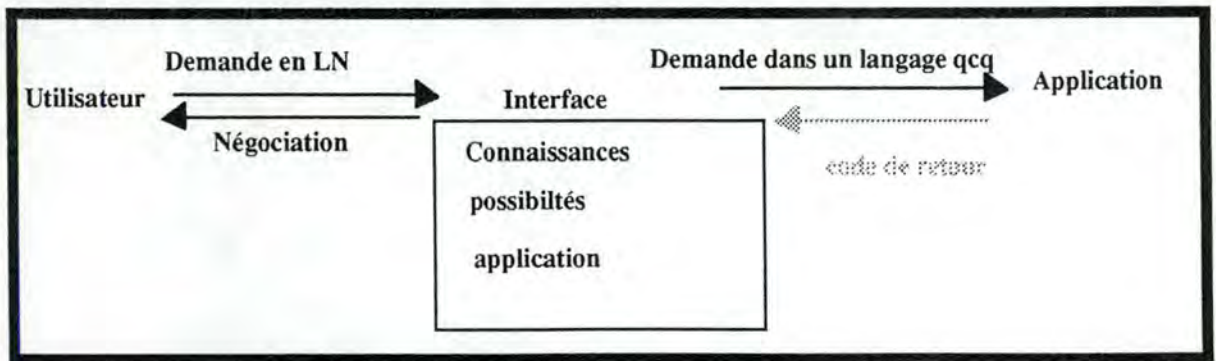 Demande en LN
Demande dans un langage qcq
Utilisateur
Interface
Application
Négociation
Connaissances
code de retour
possibiltés
application